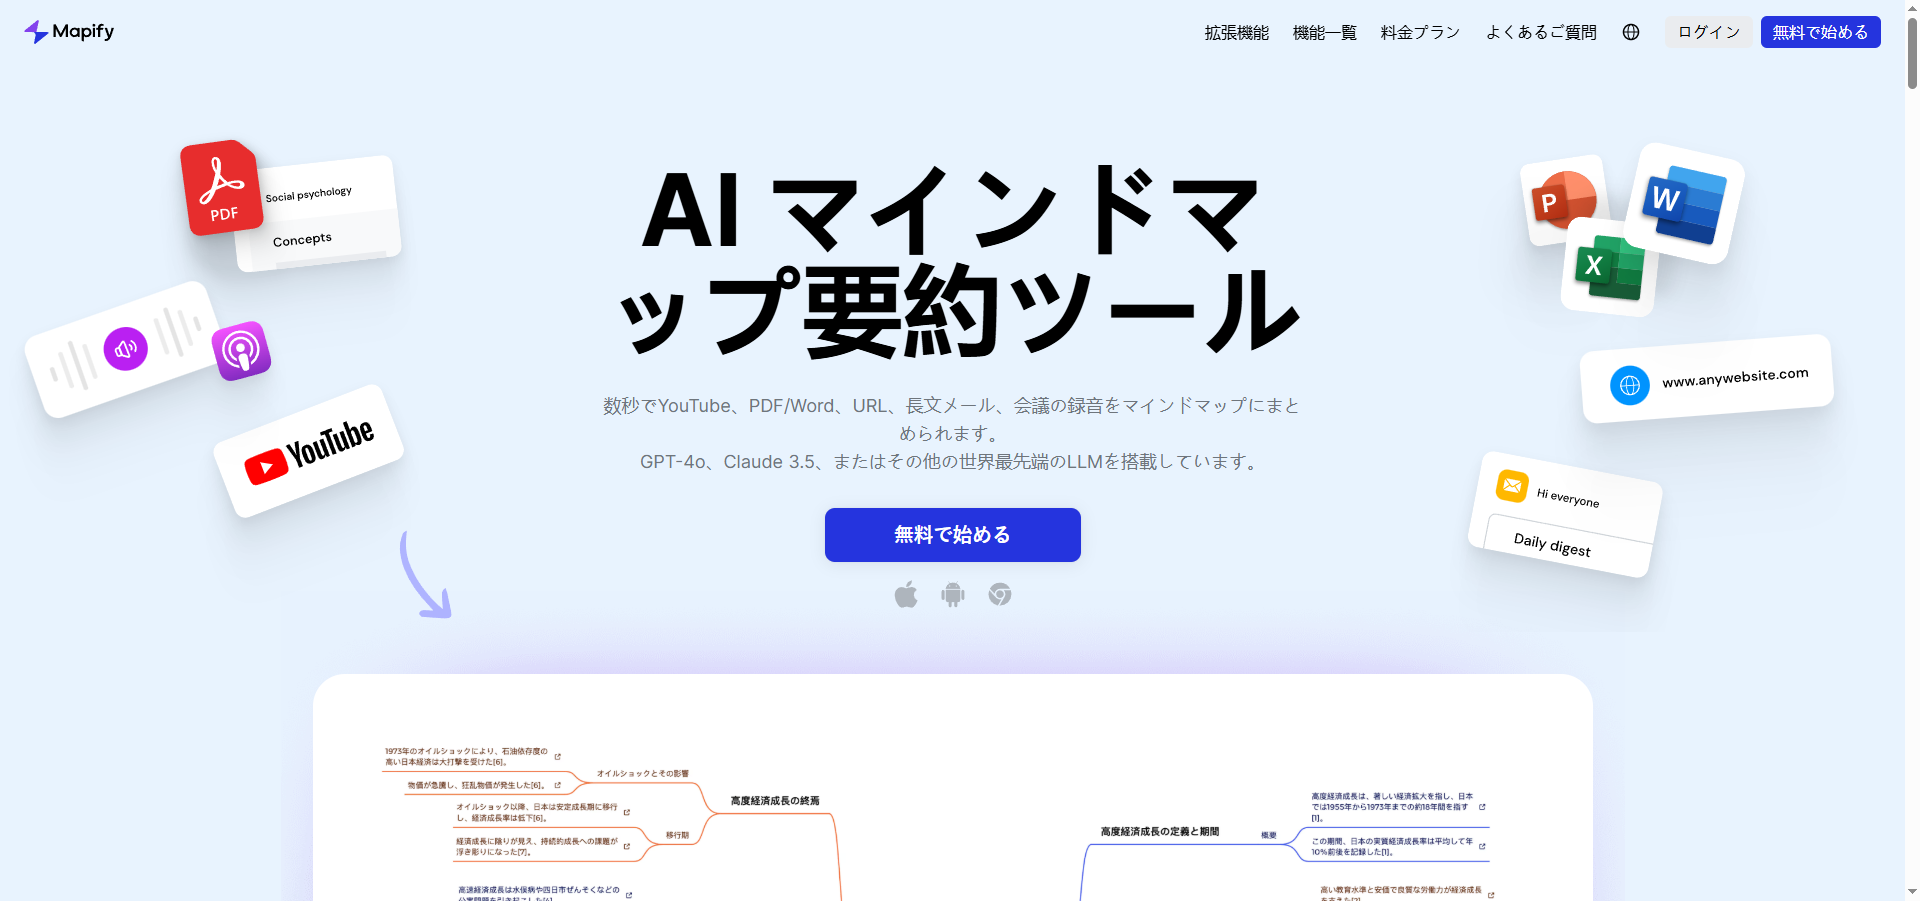 Mapify
拡張機能
機能一覧
料金プラン
よくあるご質問
ログイン
無料で始める
PDF
Social psychology
Concepts
YouTube
AI マインドマ
ップ要約ツール
数秒でYouTube、PDF/Word、URL、長文メール、会議の録音をマインドマップにまと
められます。
GPT-4o、Claude 3.5、またはその他の世界最先端のLLMを搭載しています。
無料で始める
P
W
X
www.anywebsite.com
Hi everyone
Daily digest
1973年のオイルショックにより、石油依存度の
高い日本経済は大打撃を受けた[6]。
物価が急騰し、狂乱物価が発生した[6]。
オイルショックとその影響
オイルショック以降、日本は安定成長期に移行
し、経済成長率は低下[6]。
経済成長に陰りが見え、持続的成長への課題が
浮き彫りになった[7]。
移行期
高度経済成長の終焉
高速経済成長は水俣病や四日市ぜんそくなどの
高度経済成長の定義と期間
概要
高度経済成長は、著しい経済拡大を指し、日本
では1955年から1973年までの約18年間を指す
[1]。
この期間、日本の実質経済成長率は平均して年
10%前後を記録した[1]。
高い教育水準と安価で良質な労働力が経済成長